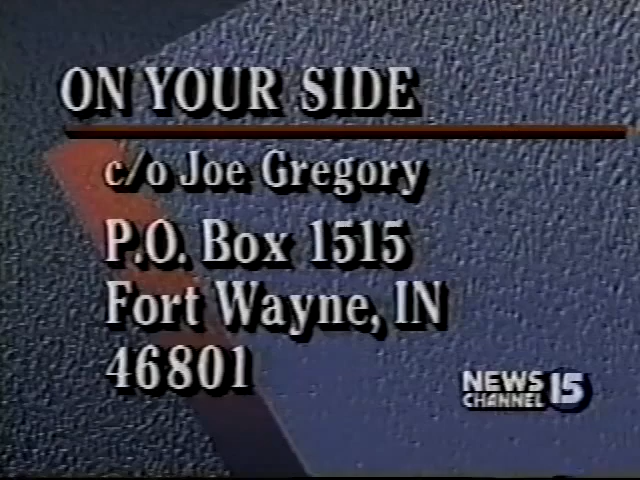 ON YOUR SIDE
c/o Joe Gregory
P.O. Box 1515
Fort Wayne, IN
46801
NEWS
CHANNEL 15